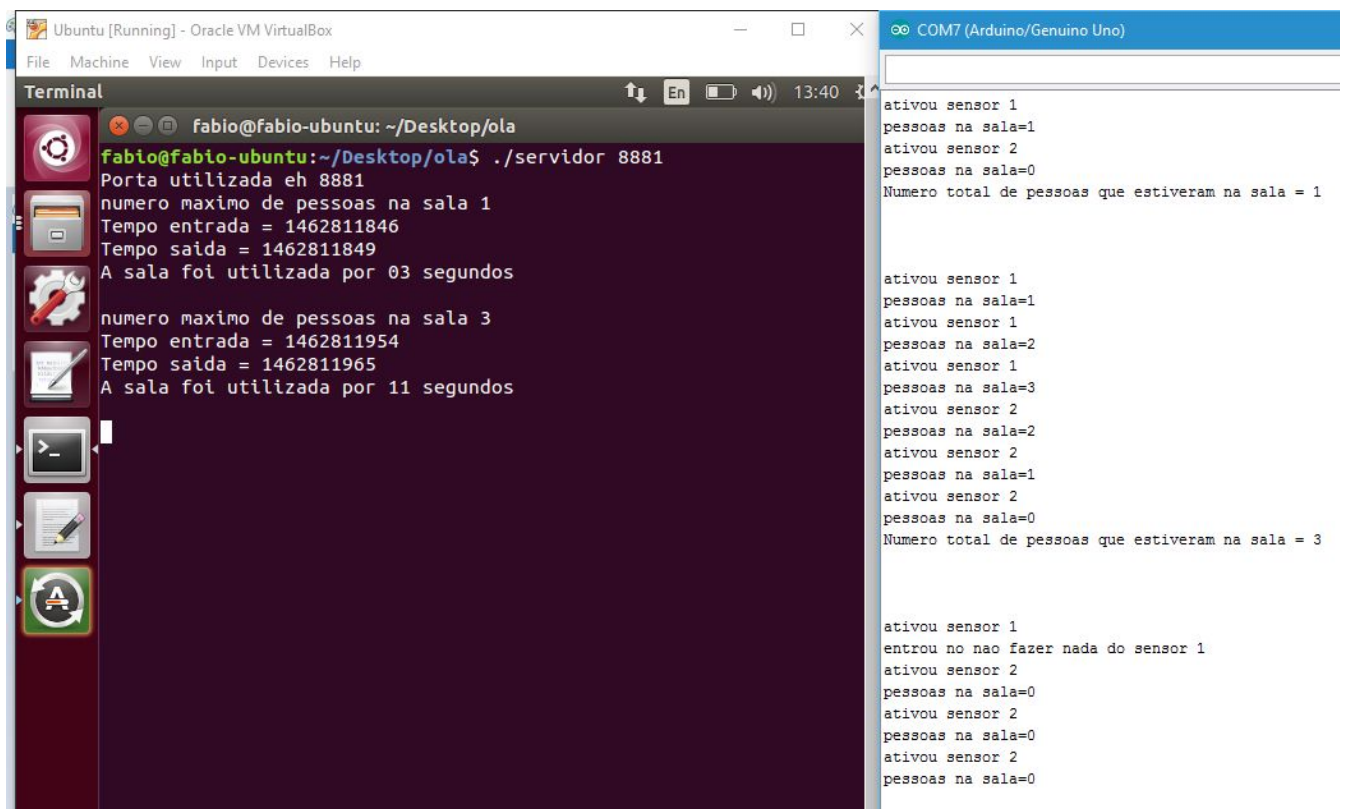 Ubuntu [Running] - Oracle VM VirtualBox
File Machine View Input Devices Help
Terminal En 13:40
fabio@fabio-ubuntu: ~/Desktop/ola
fabio@fabio-ubuntu:~/Desktop/ola$ ./servidor 8881
Porta utilizada eh 8881
numero maximo de pessoas na sala 1
Tempo entrada = 1462811846
Tempo saida = 1462811849
A sala foi utilizada por 03 segundos
numero maximo de pessoas na sala 3
Tempo entrada = 1462811954
Tempo saida = 1462811965
A sala foi utilizada por 11 segundos
COM7 (Arduino/Genuino Uno)
ativou sensor 1
pessoas na sala=1
ativou sensor 2
pessoas na sala=0
Numero total de pessoas que estiveram na sala = 1
ativou sensor 1
pessoas na sala=1
ativou sensor 1
pessoas na sala=2
ativou sensor 1
pessoas na sala=3
ativou sensor 2
pessoas na sala=2
ativou sensor 2
pessoas na sala=1
ativou sensor 2
pessoas na sala=0
Numero total de pessoas que estiveram na sala = 3
ativou sensor 1
entrou no nao fazer nada do sensor 1
ativou sensor 2
pessoas na sala=0
ativou sensor 2
pessoas na sala=0
ativou sensor 2
pessoas na sala=0